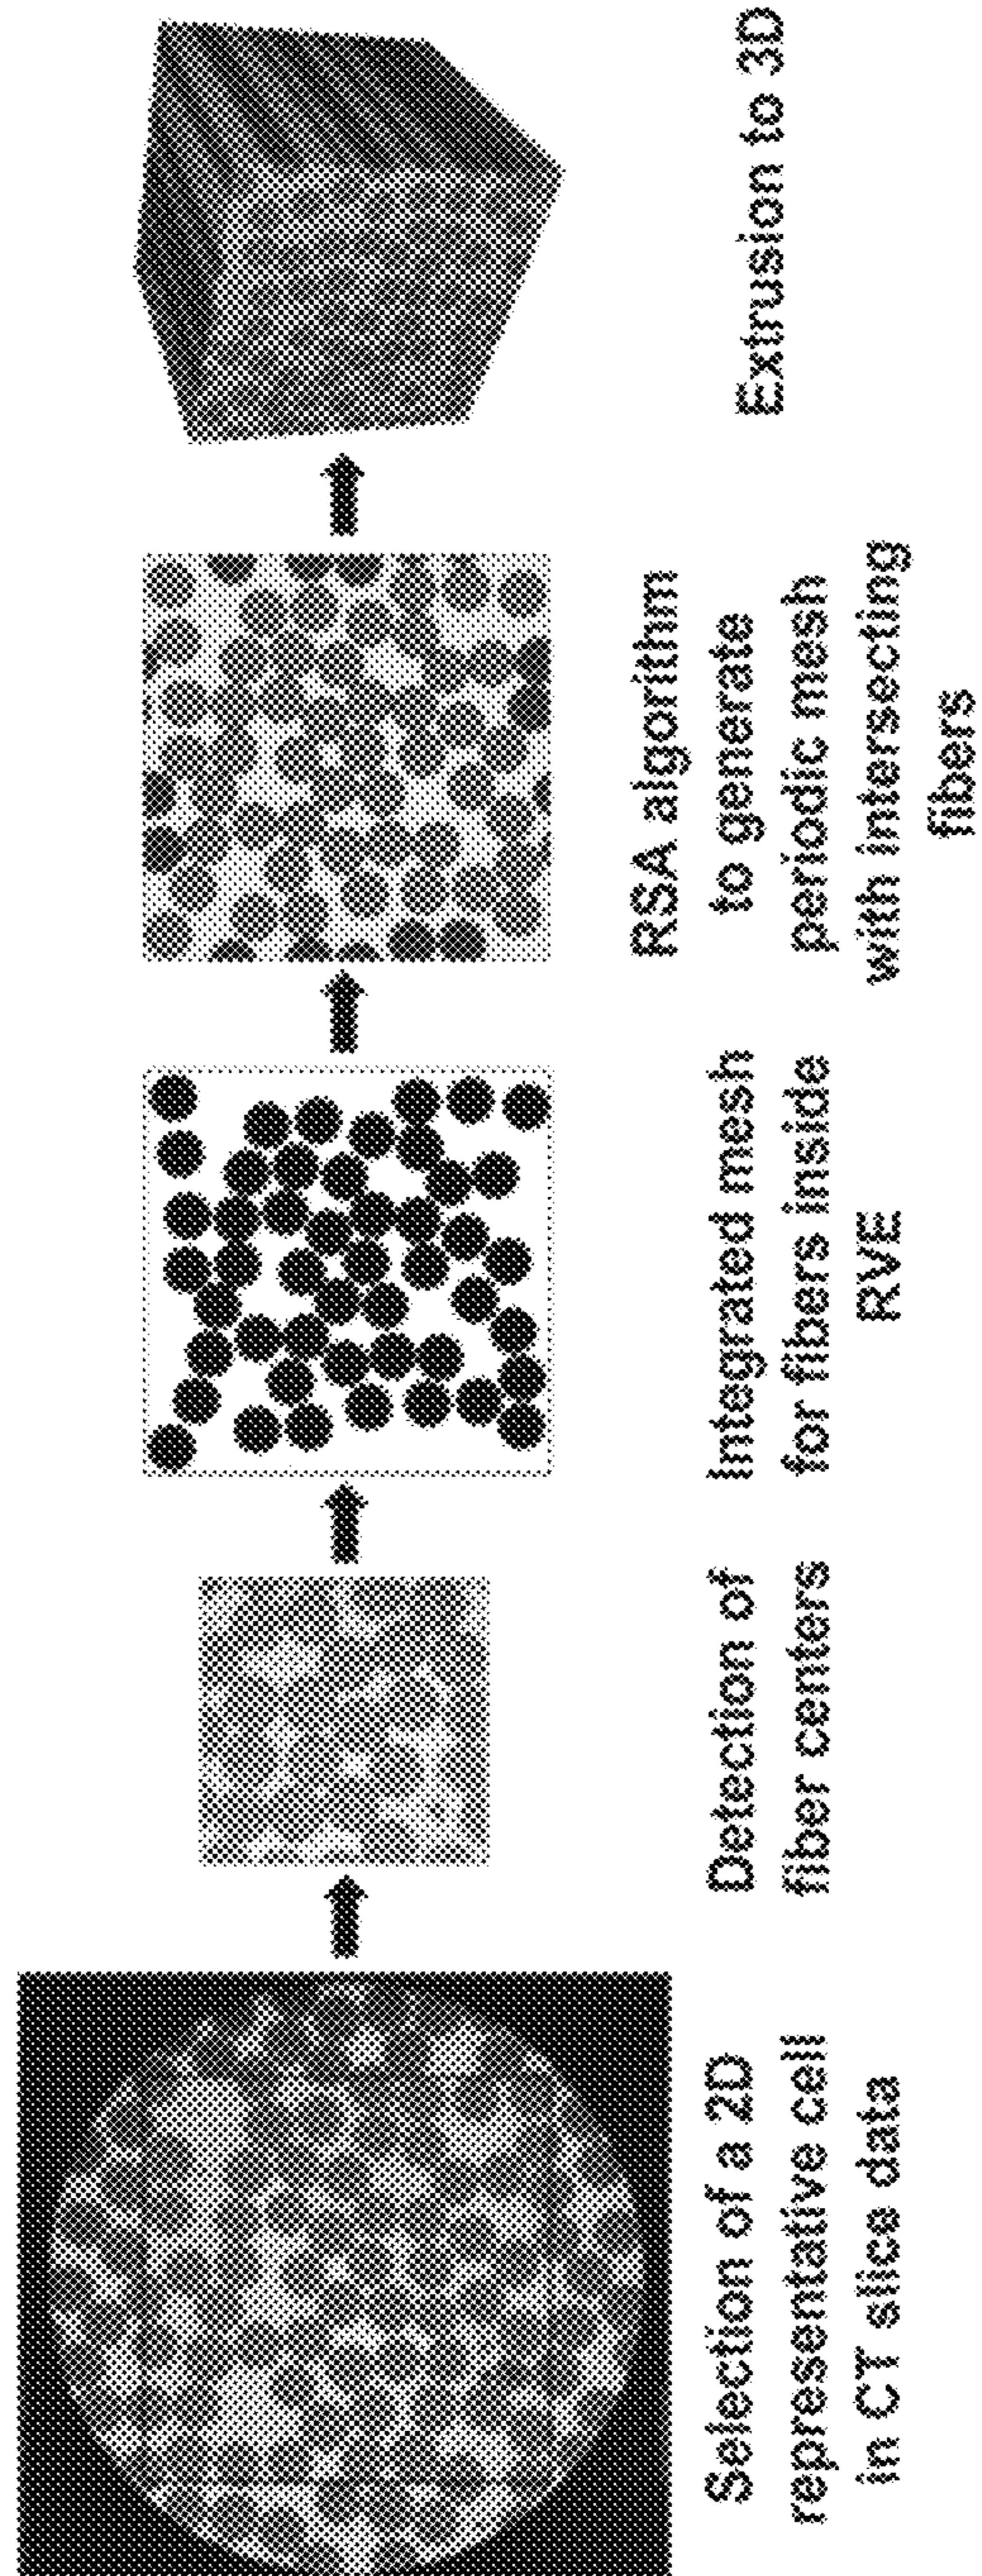 Selection of a 2D
representative cell
in CT slice data
Detection of
fiber centers
Integrated mesh
for fibers inside
RVE
RSA algorithm
to generate
periodic mesh
with intersecting
fibers
Extrusion to 3D